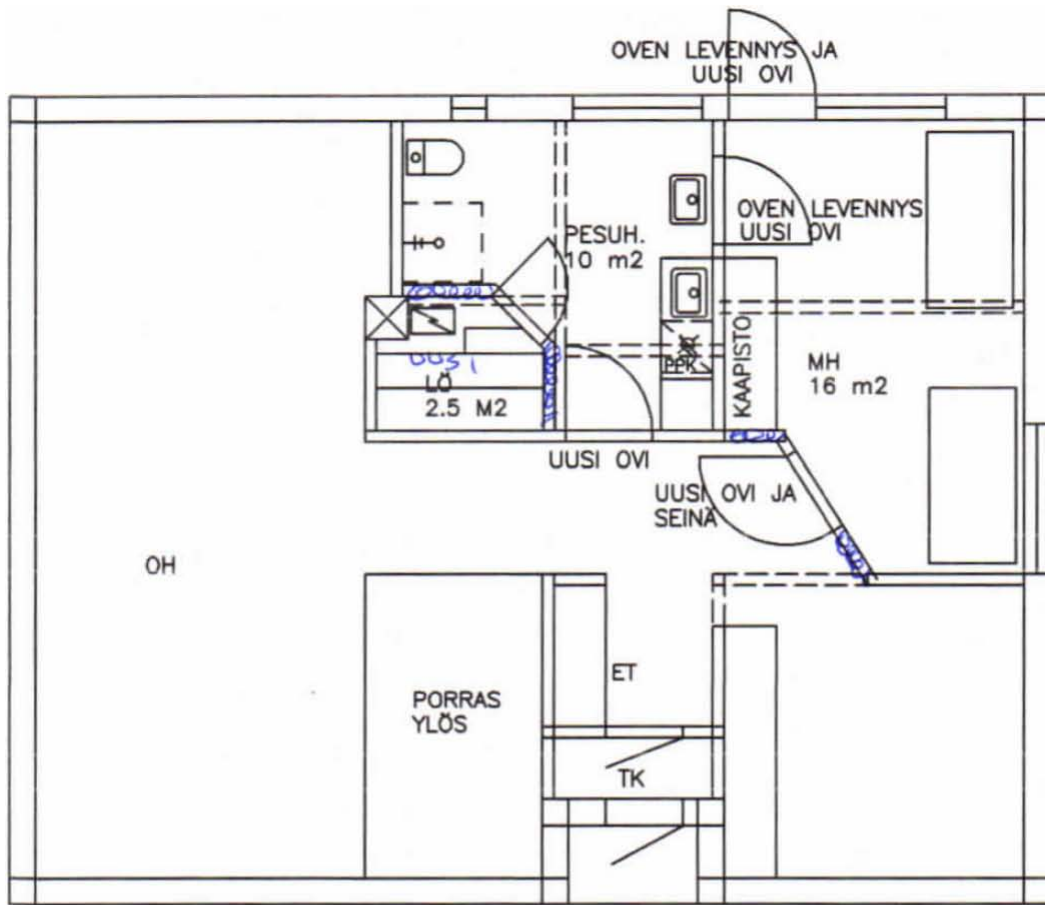 OVEN LEVENNYS JA
UUSI OVI
OVEN LEVENNYS
UUSI OVI
PESUH.
10 m2
KAAPISTO
MH
16 m2
PPK
UUSI
LÖ
2.5 M2
UUSI OVI
UUSI OVI JA
SEINÄ
OH
ET
PORRAS
YLÖS
TK